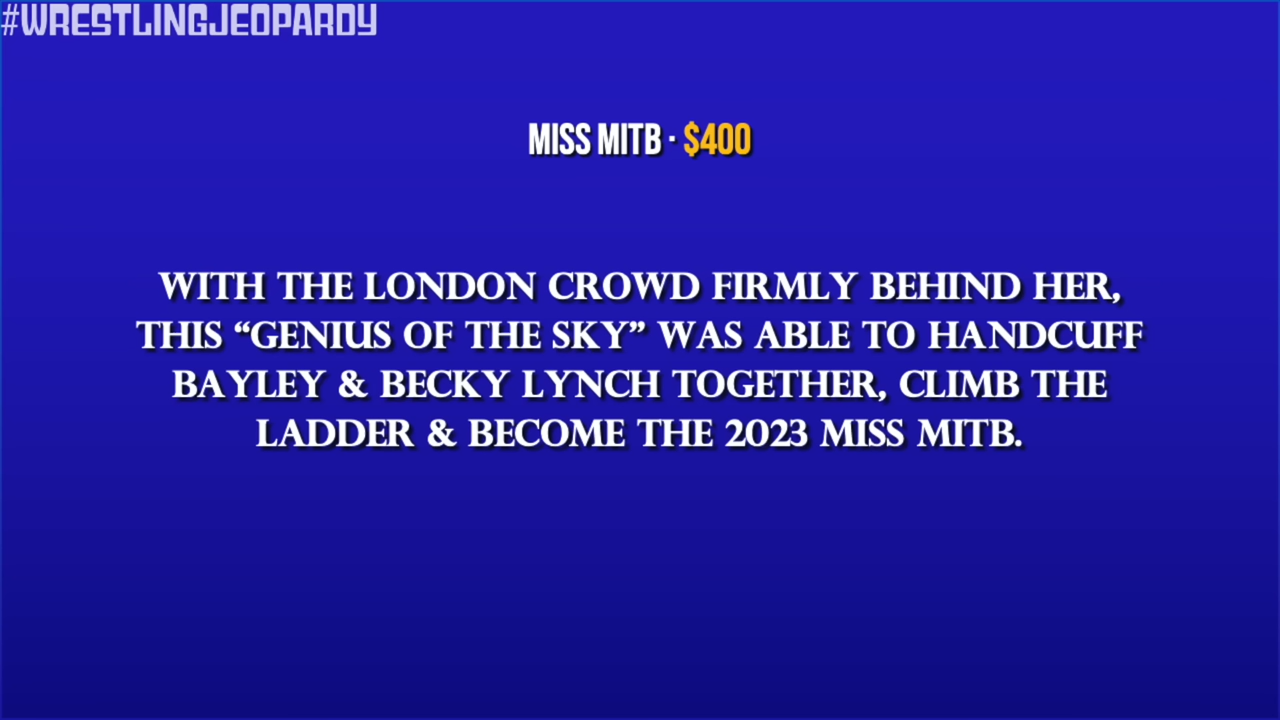 #WRESTLINGJEOPARDY
MISS MITB · $400
WITH THE LONDON CROWD FIRMLY BEHIND HER,
THIS “GENIUS OF THE SKY” WAS ABLE TO HANDCUFF
BAYLEY & BECKY LYNCH TOGETHER, CLIMB THE
LADDER & BECOME THE 2023 MISS MITB.